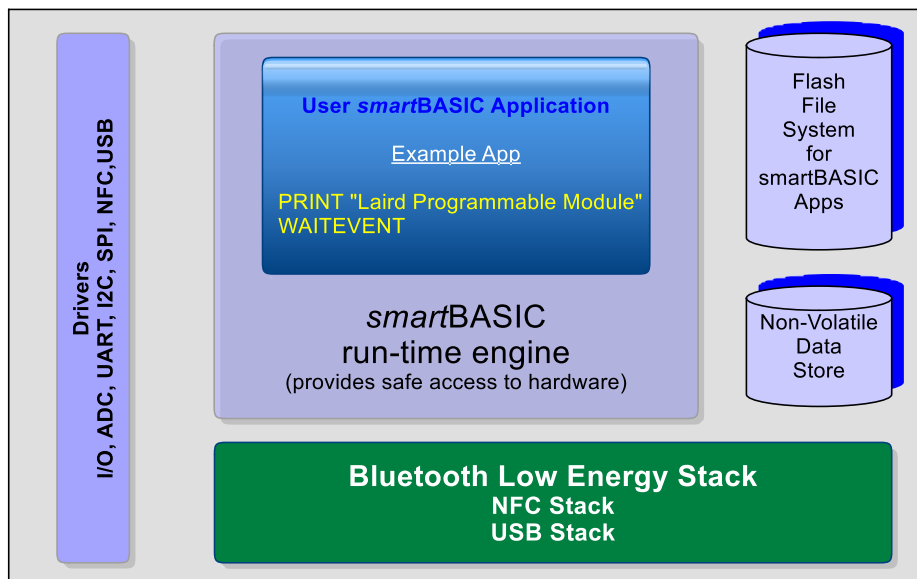 Drivers
I/O, ADC, UART, I2C, SPI, NFC,USB
User smartBASIC Application
Example App
PRINT "Laird Programmable Module"
WAITEVENT
smartBASIC
run-time engine
(provides safe access to hardware)
Flash
File
System
for
smartBASIC
Apps
Non-Volatile
Data
Store
Bluetooth Low Energy Stack
NFC Stack
USB Stack